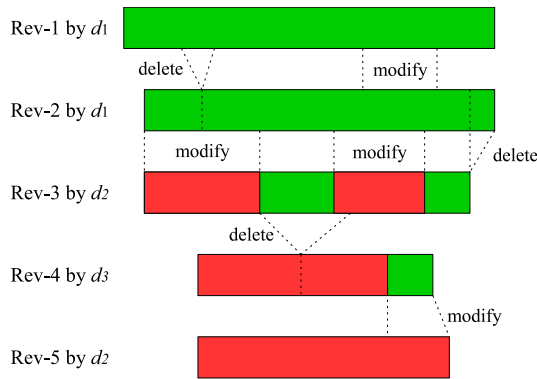 Rev-1 by d1
delete
modify
Rev-2 by d1
modify
modify
delete
Rev-3 by d2
delete
Rev-4 by d3
modify
Rev-5 by d2